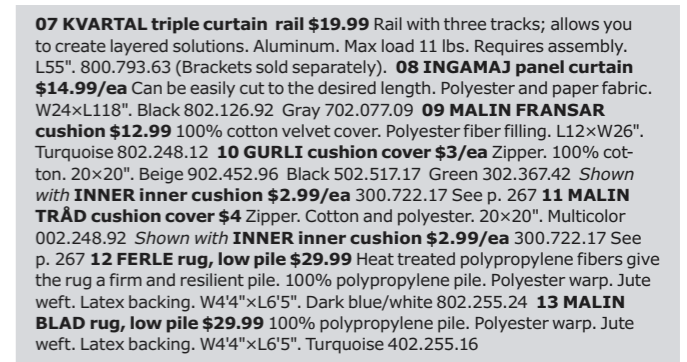 07 KVARTAL triple curtain rail $19.99 Rail with three tracks; allows you
to create layered solutions. Aluminum. Max load 11 lbs. Requires assembly.
L55". 800.793.63 (Brackets sold separately). 08 INGAMAJ panel curtain
$14.99/ea Can be easily cut to the desired length. Polyester and paper fabric.
W24×L118". Black 802.126.92 Gray 702.077.09 09 MALIN FRANSAR
cushion $12.99 100% cotton velvet cover. Polyester fiber filling. L12×W26".
Turquoise 802.248.12 10 GURLI cushion cover $3/ea Zipper. 100% cot-
ton. 20×20". Beige 902.452.96 Black 502.517.17 Green 302.367.42 Shown
with INNER inner cushion $2.99/ea 300.722.17 See p. 267 11 MALIN
TRÅD cushion cover $4 Zipper. Cotton and polyester. 20×20". Multicolor
002.248.92 Shown with INNER inner cushion $2.99/ea 300.722.17 See
p. 267 12 FERLE rug, low pile $29.99 Heat treated polypropylene fibers give
the rug a firm and resilient pile. 100% polypropylene pile. Polyester warp. Jute
weft. Latex backing. W4'4"×L6'5". Dark blue/white 802.255.24 13 MALIN
BLAD rug, low pile $29.99 100% polypropylene pile. Polyester warp. Jute
weft. Latex backing. W4'4"×L6'5". Turquoise 402.255.16